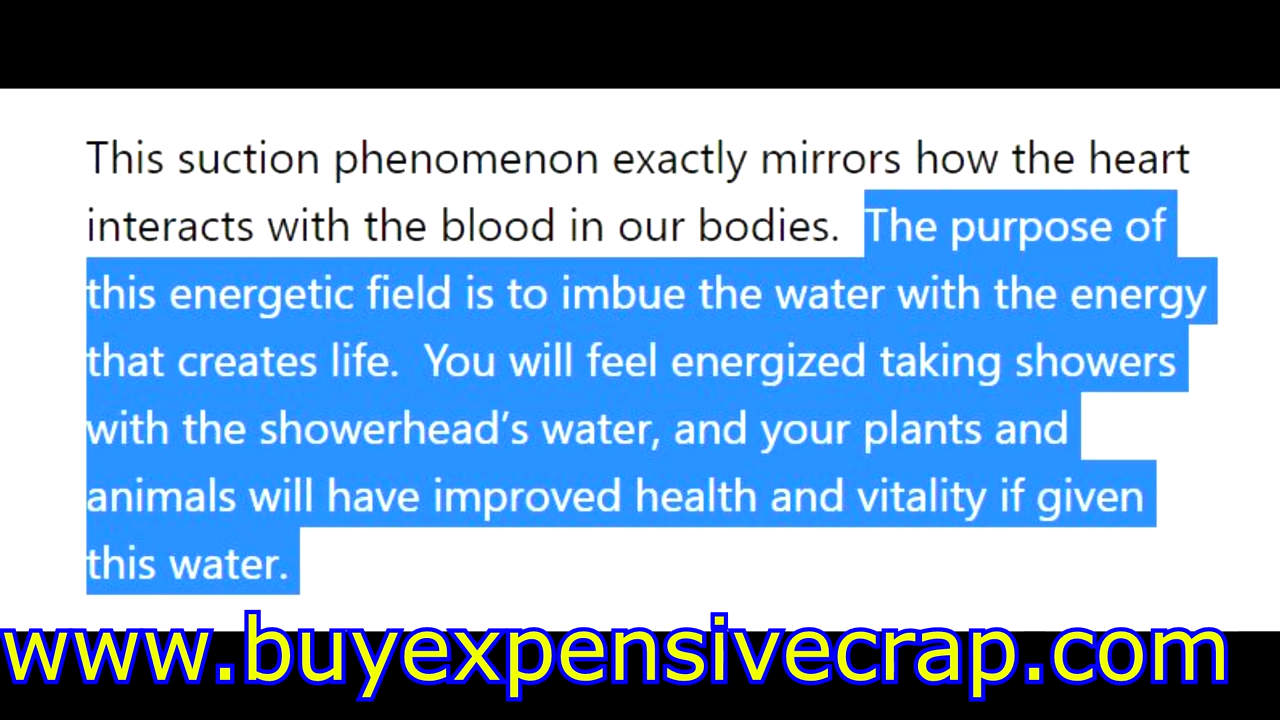 This suction phenomenon exactly mirrors how the heart
interacts with the blood in our bodies.  The purpose of
this energetic field is to imbue the water with the energy
that creates life.  You will feel energized taking showers
with the showerhead’s water, and your plants and
animals will have improved health and vitality if given
this water.
www.buyexpensivecrap.com